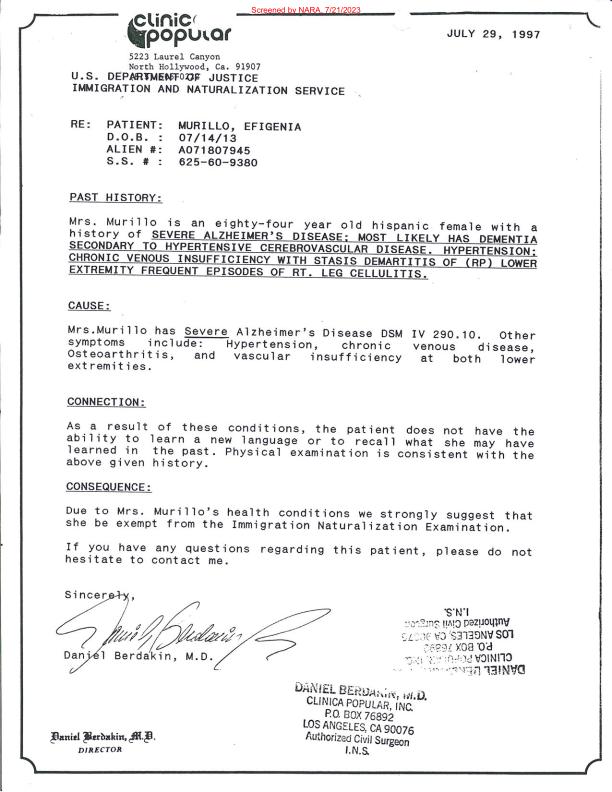 Screened by NARA, 7/21/2023
clinic
popular
JULY 29, 1997
5223 Laurel Canyon
North Hollywood, Ca. 91907
U.S. DEPARTMENT OF JUSTICE
IMMIGRATION AND NATURALIZATION SERVICE
RE: PATIENT: MURILLO, EFIGENIA
D.O.B. : 07/14/13
ALIEN #: A071807945
S.S. # : 625-60-9380
PAST HISTORY:
Mrs. Murillo is an eighty-four year old hispanic female with a
history of SEVERE ALZHEIMER'S DISEASE; MOST LIKELY HAS DEMENTIA
SECONDARY TO HYPERTENSIVE CEREBROVASCULAR DISEASE. HYPERTENSION;
CHRONIC VENOUS INSUFFICIENCY WITH STASIS DEMARTITIS OF (RP) LOWER
EXTREMITY FREQUENT EPISODES OF RT. LEG CELLULITIS.
CAUSE:
Mrs.Murillo has Severe Alzheimer's Disease DSM IV 290.10. Other
symptoms include: Hypertension, chronic venous disease,
Osteoarthritis, and vascular insufficiency at both lower
extremities.
CONNECTION:
As a result of these conditions, the patient does not have the
ability to learn a new language or to recall what she may have
learned in the past. Physical examination is consistent with the
above given history.
CONSEQUENCE:
Due to Mrs. Murillo's health conditions we strongly suggest that
she be exempt from the Immigration Naturalization Examination.
If you have any questions regarding this patient, please do not
hesitate to contact me.
Sincerely,
Daniel Berdakin, M.D.
DANIEL BERDAKIN, M.D.
CLINICA POPULAR, INC.
P.O. BOX 76892
LOS ANGELES, CA 90076
Authorized Civil Surgeon
I.N.S.
DANIEL BERDAKIN, M.D.
CLINICA POPULAR, INC.
P.O. BOX 76892
LOS ANGELES, CA 90076
Authorized Civil Surgeon
I.N.S.
Daniel Berdakin, M.D.
DIRECTOR